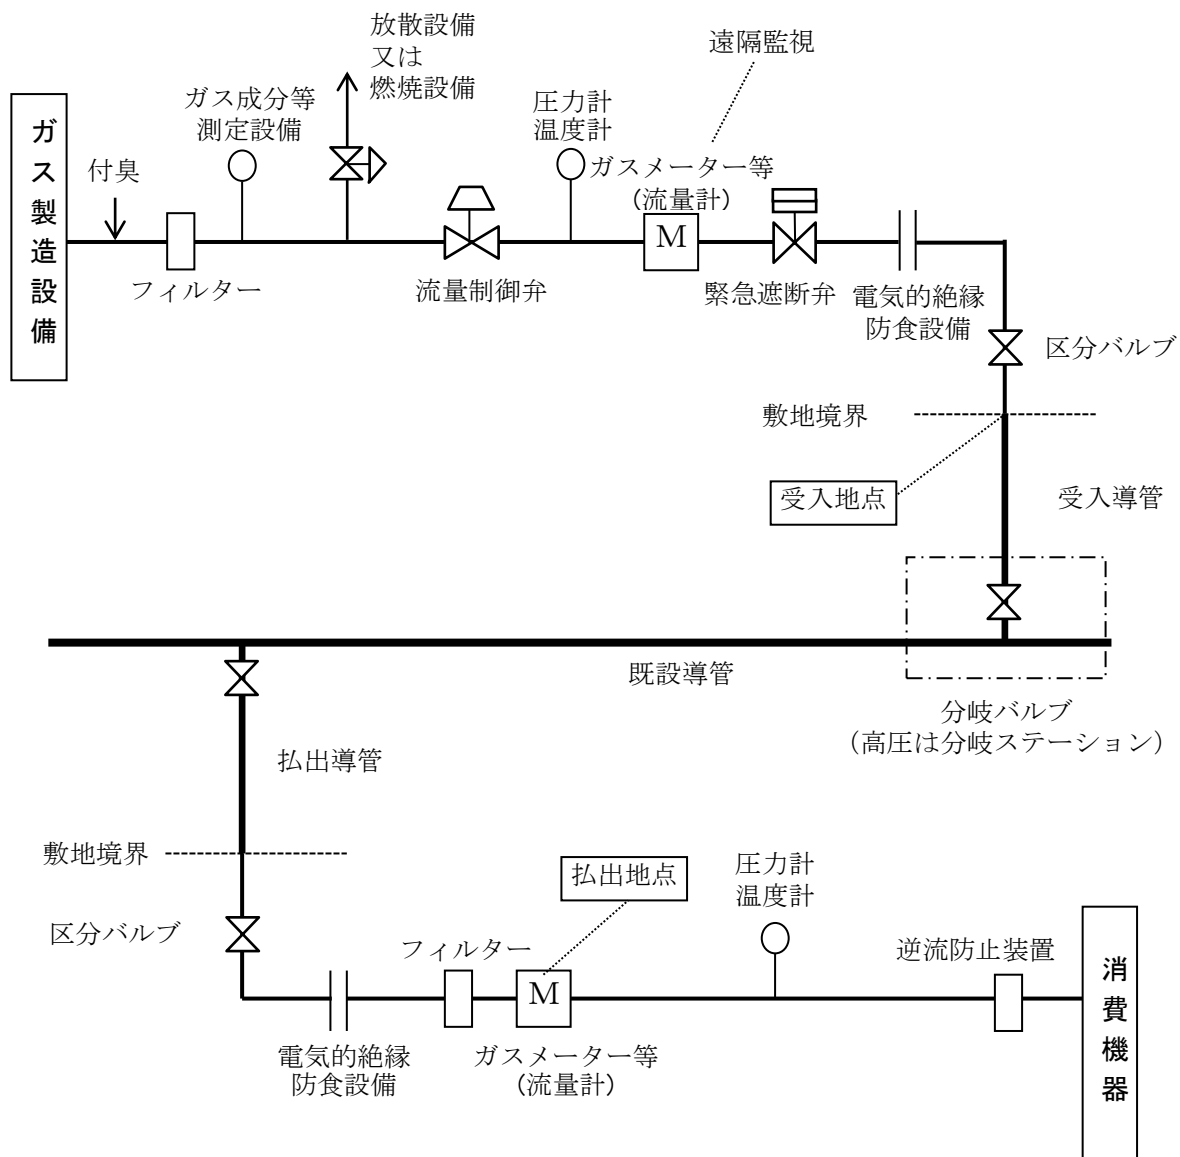 放散設備
又は
燃焼設備
遠隔監視
ガス成分等
測定設備
圧力計
温度計
ガス製造設備
付臭
ガスメーター等
(流量計)
M
フィルター
流量制御弁
緊急遮断弁
電気的絶縁
防食設備
区分バルブ
敷地境界
受入地点
受入導管
既設導管
分岐バルブ
（高圧は分岐ステーション）
払出導管
敷地境界
払出地点
圧力計
温度計
区分バルブ
フィルター
逆流防止装置
M
消費機器
電気的絶縁
防食設備
ガスメーター等
(流量計)